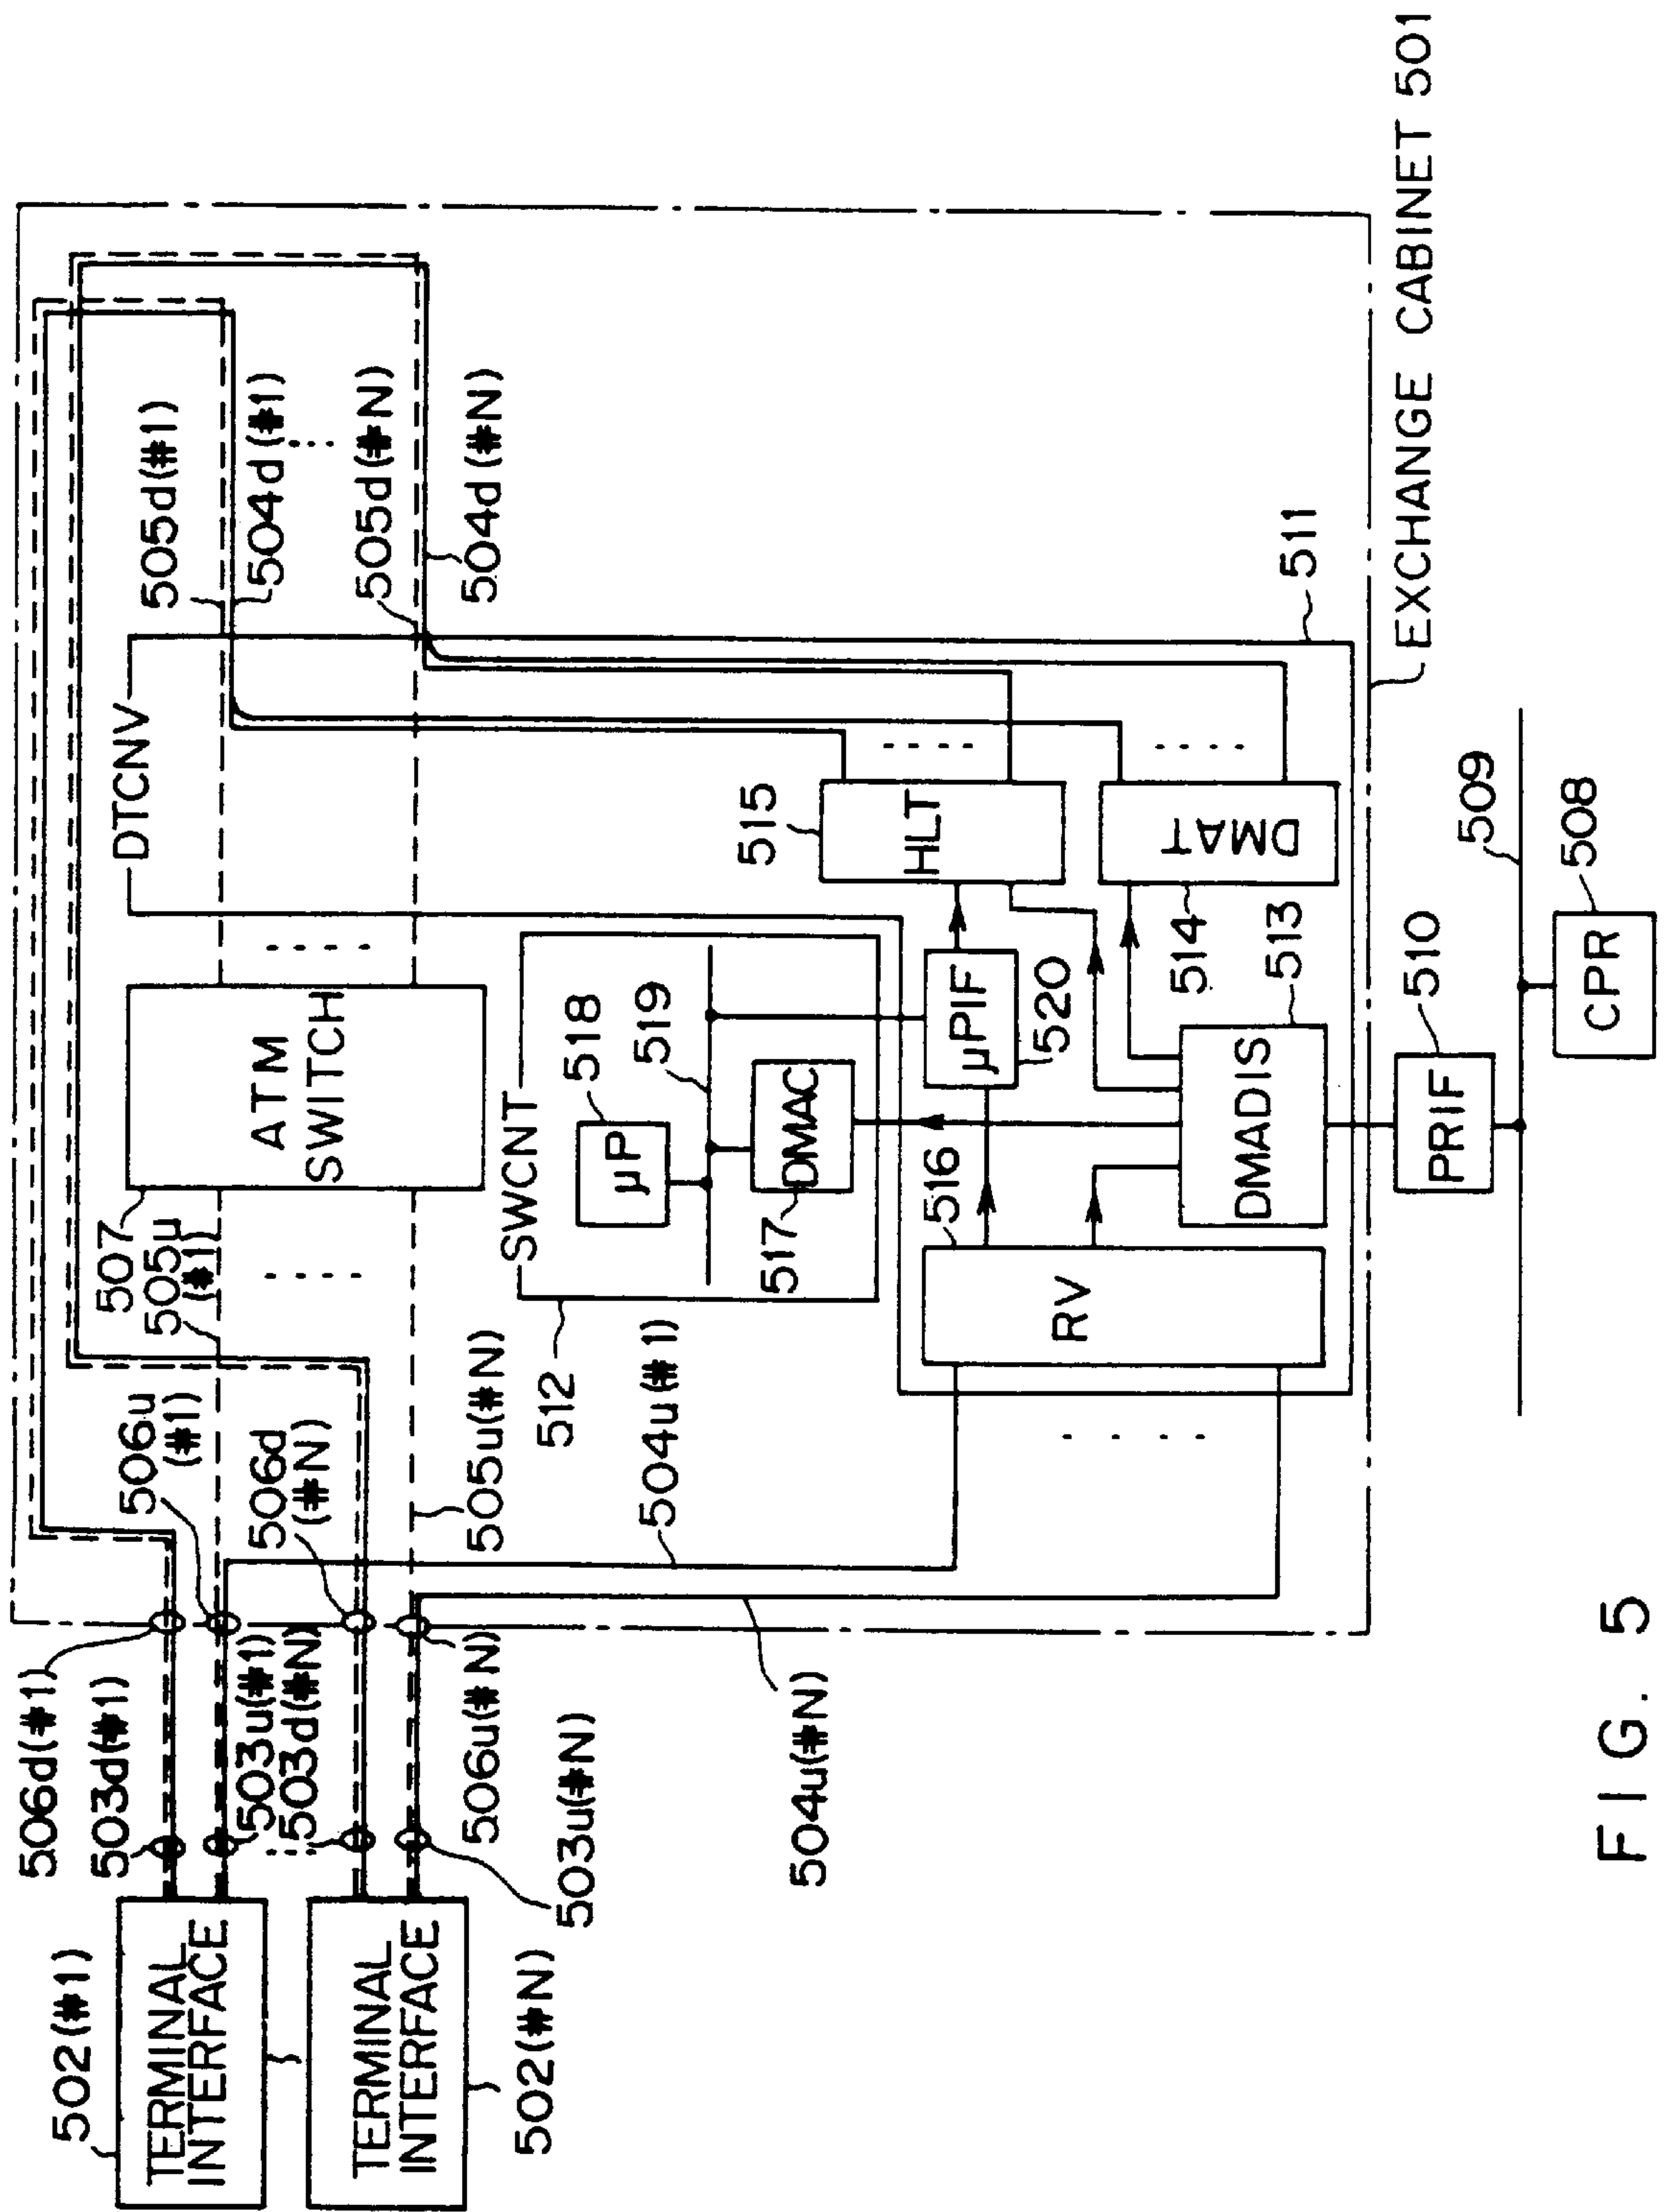 502(#1)
TERMINAL
INTERFACE
TERMINAL
INTERFACE
502(#N)
506d(#1)
503d(#1)
503u(#1)
503d(#N)
506u(#N)
503u(#N)
506u
(#1)
506d
(#N)
505u(#N)
504u(#1)
504u(#N)
507
505u
(#1)
ATM
SWITCH
SWCNT
512
518
μP
519
517
DMAC
516
RV
μPIF
520
DTCNV
515
HLT
DMAT
514
513
DMADIS
511
505d(#1)
504d(#1)
505d(#N)
504d(#N)
510
PRIF
509
508
CPR
EXCHANGE CABINET 501
FIG. 5